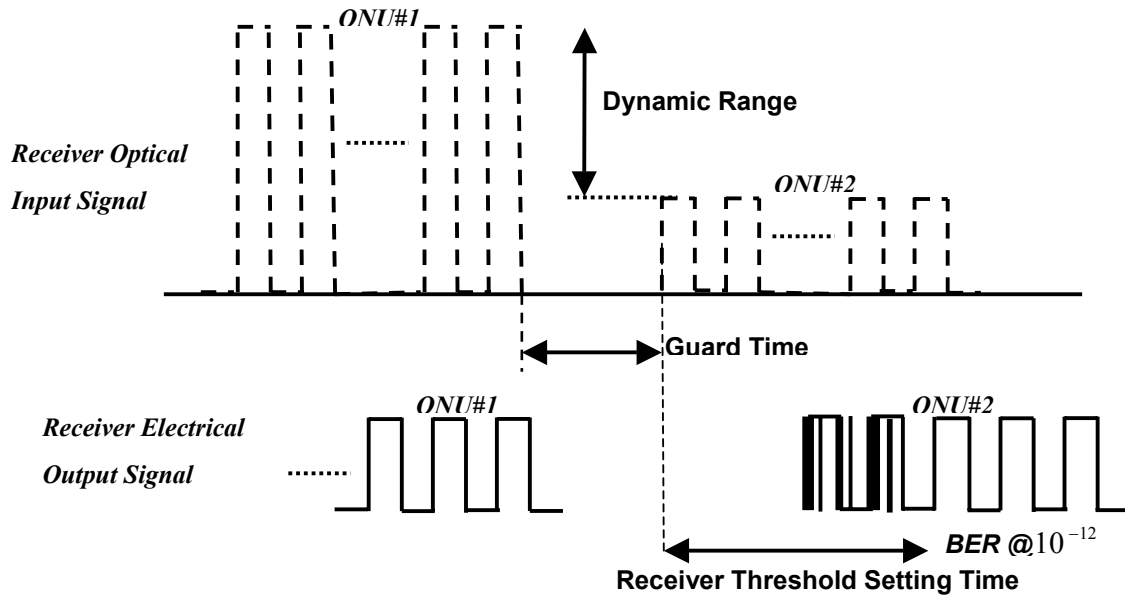 ONU#1
Dynamic Range
Receiver Optical
Input Signal
ONU#2
Guard Time
ONU#1
ONU#2
Receiver Electrical
Output Signal
BER @10⁻¹²
Receiver Threshold Setting Time